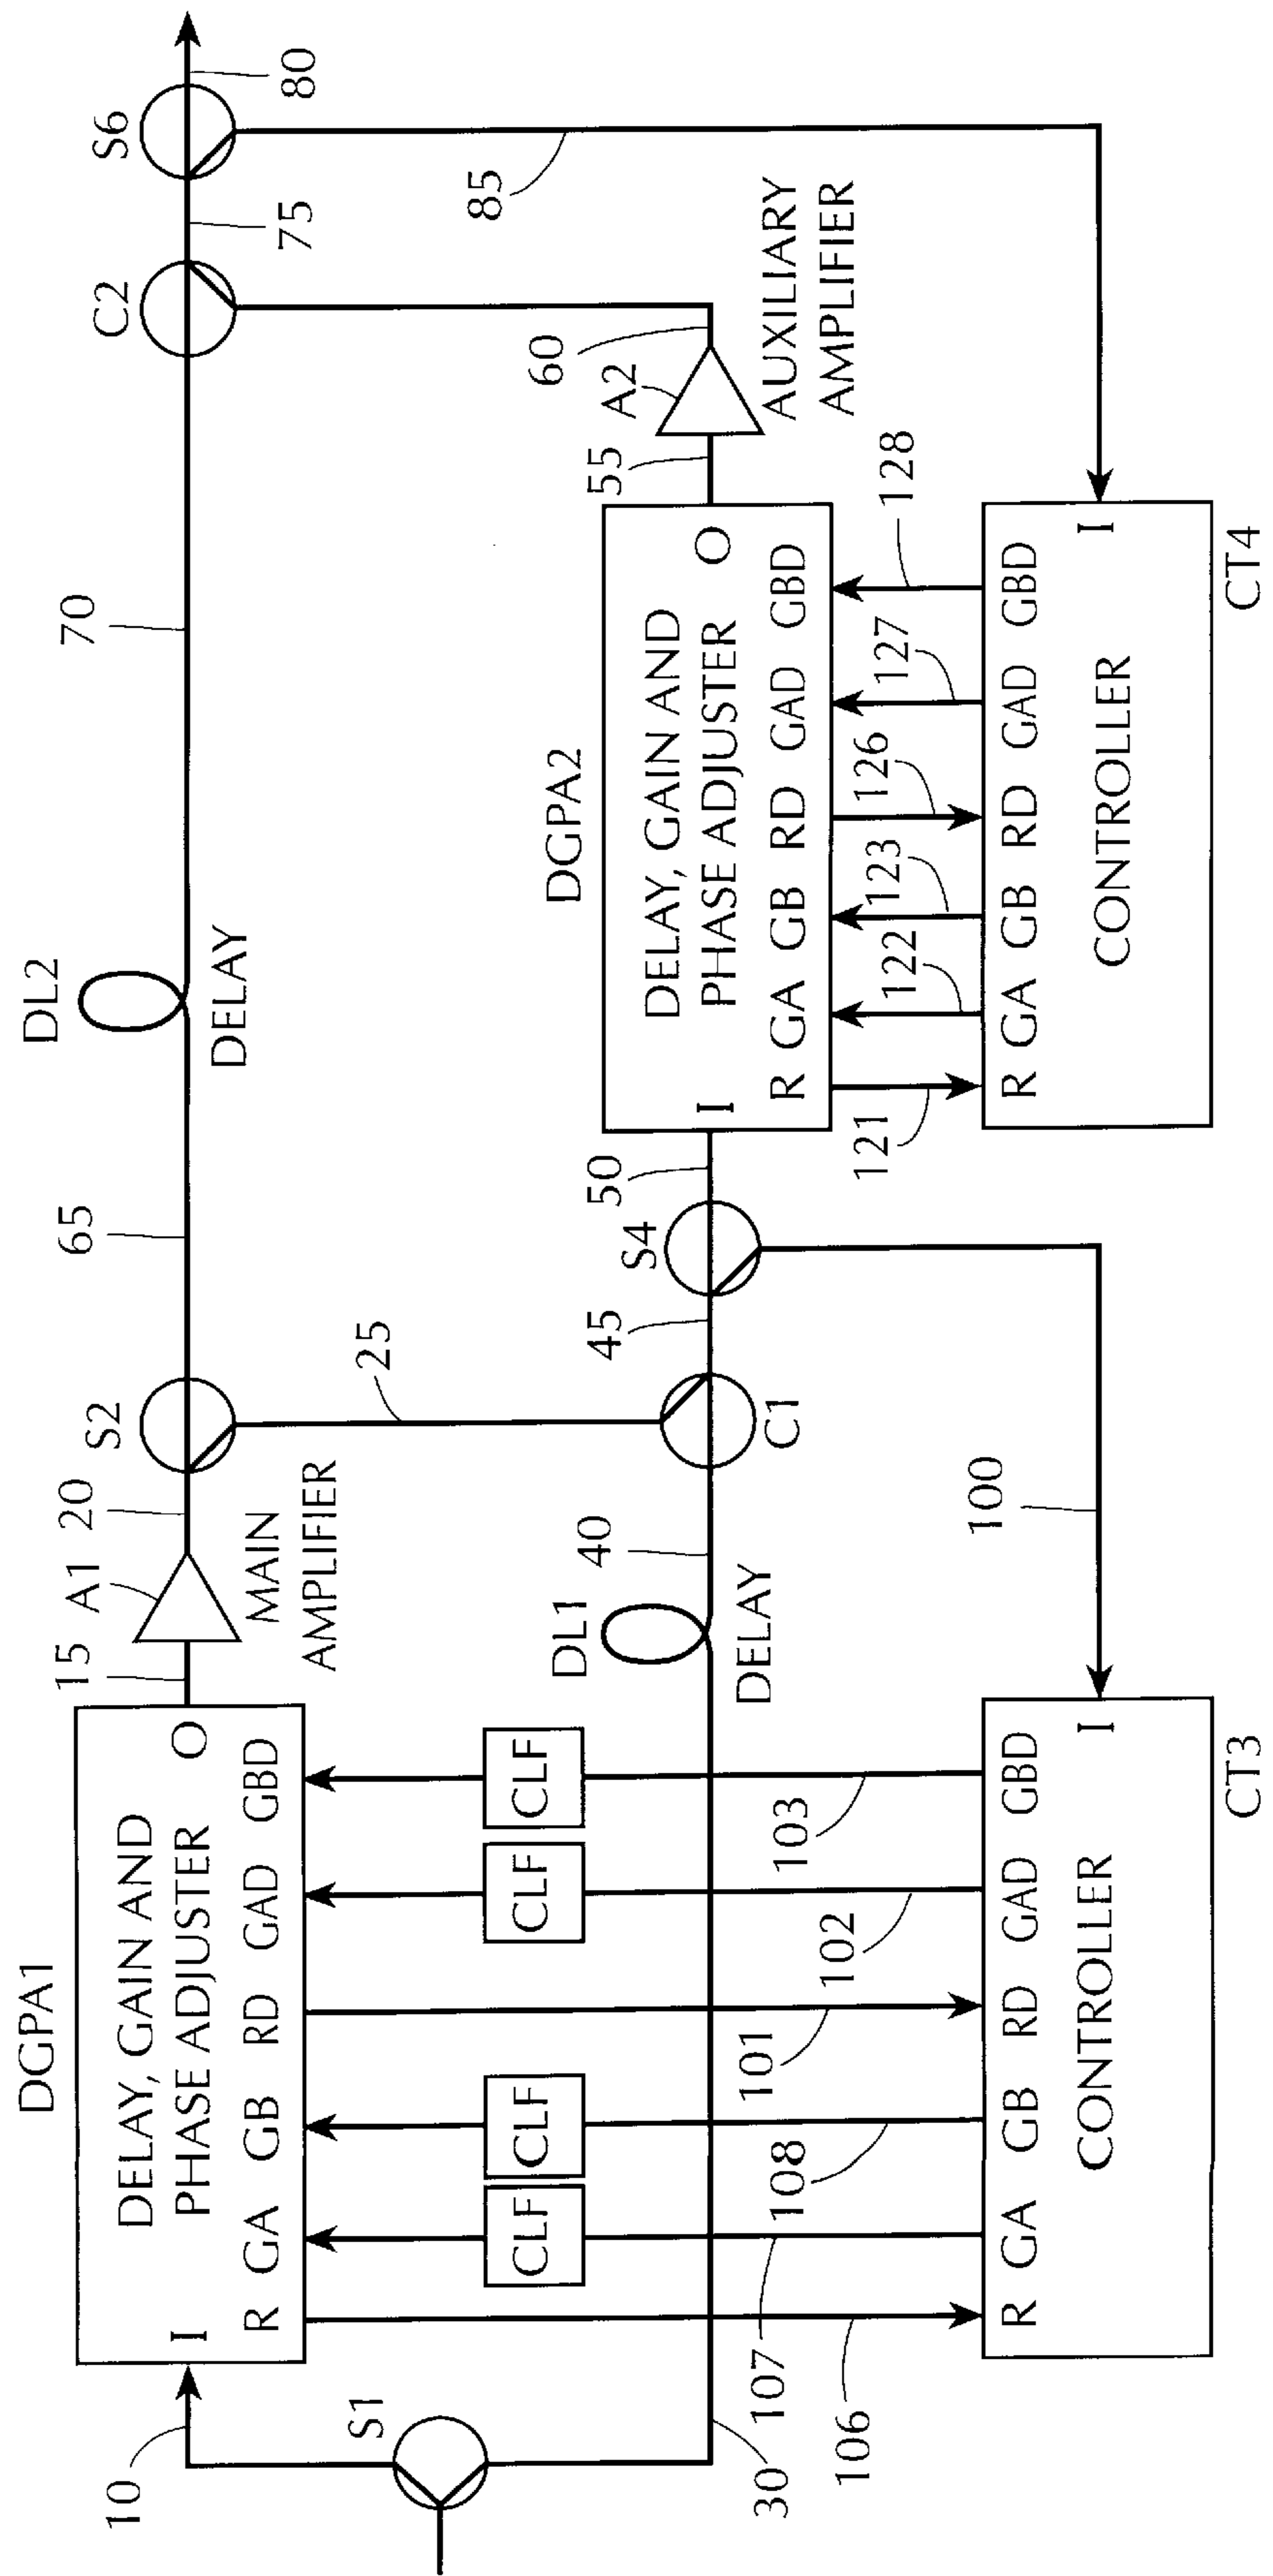 DGPA1
DELAY, GAIN AND
PHASE ADJUSTER
I
O
R GA GB RD GAD GBD
10
S1
15
A1
MAIN
AMPLIFIER
20
S2
65
DL2
DELAY
70
C2
75
S6
80
85
25
CLF
CLF
CLF
CLF
DL1
DELAY
30
40
C1
45
S4
50
DGPA2
DELAY, GAIN AND
PHASE ADJUSTER
I
O
R GA GB RD GAD GBD
55
A2
60
AUXILIARY
AMPLIFIER
106
107
108
101
102
103
100
121
122
123
126
127
128
R GA GB RD GAD GBD
I
CONTROLLER
CT3
R GA GB RD GAD GBD
I
CONTROLLER
CT4